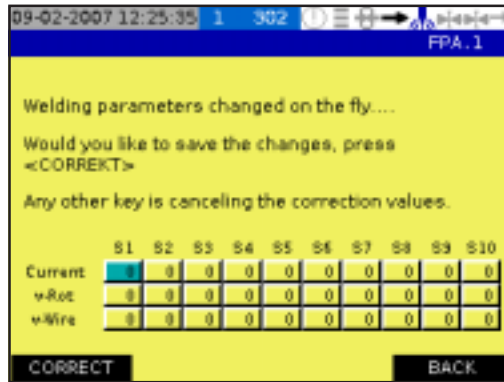 09-02-2007 12:25:35 1 302
FPA.1
Welding parameters changed on the fly....
Would you like to save the changes, press
<CORREKT>
Any other key is canceling the correction values.
S1 S2 S3 S4 S5 S6 S7 S8 S9 S10
Current 0 0 0 0 0 0 0 0 0 0
v-Rot 0 0 0 0 0 0 0 0 0 0
v-Wire 0 0 0 0 0 0 0 0 0 0
CORRECT BACK